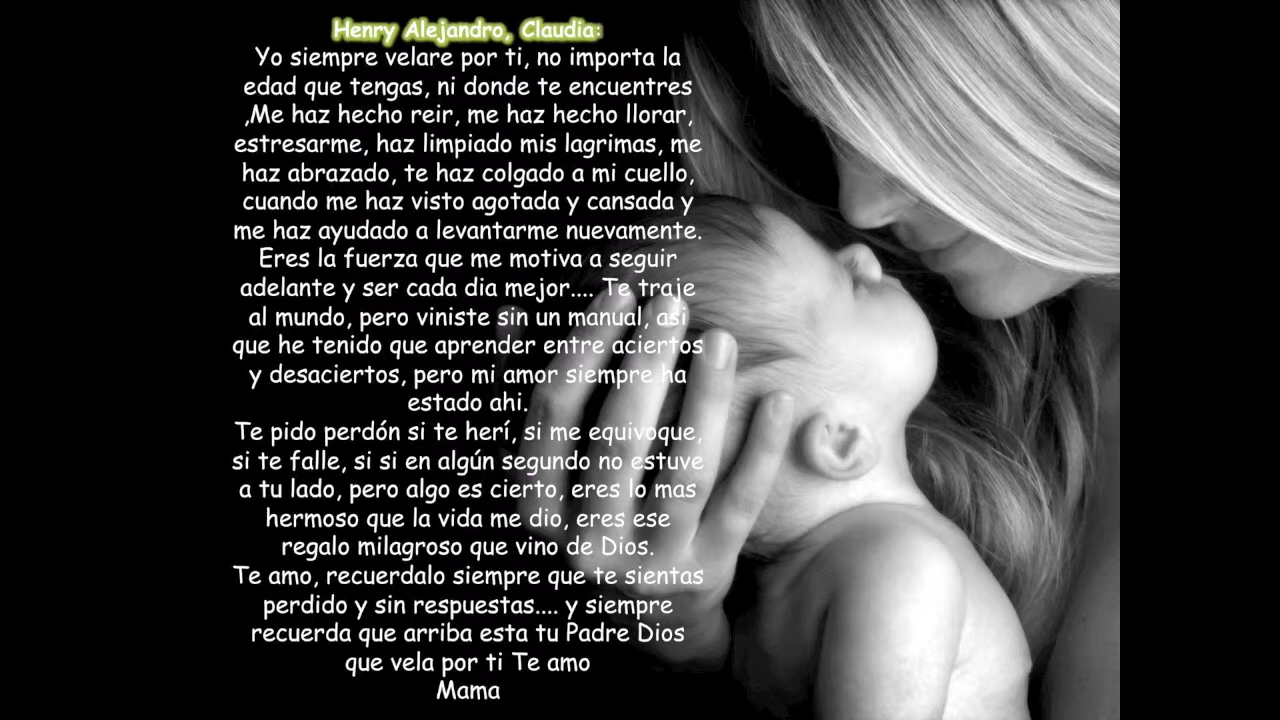 Henry Alejandro, Claudia:
Yo siempre velare por ti, no importa la
edad que tengas, ni donde te encuentres
,Me haz hecho reir, me haz hecho llorar,
estresarme, haz limpiado mis lagrimas, me
haz abrazado, te haz colgado a mi cuello,
cuando me haz visto agotada y cansada y
me haz ayudado a levantarme nuevamente.
Eres la fuerza que me motiva a seguir
adelante y ser cada dia mejor.... Te traje
al mundo, pero viniste sin un manual, asi
que he tenido que aprender entre aciertos
y desaciertos, pero mi amor siempre ha
estado ahi.
Te pido perdón si te herí, si me equivoque,
si te falle, si si en algún segundo no estuve
a tu lado, pero algo es cierto, eres lo mas
hermoso que la vida me dio, eres ese
regalo milagroso que vino de Dios.
Te amo, recuerdalo siempre que te sientas
perdido y sin respuestas.... y siempre
recuerda que arriba esta tu Padre Dios
que vela por ti Te amo
Mama